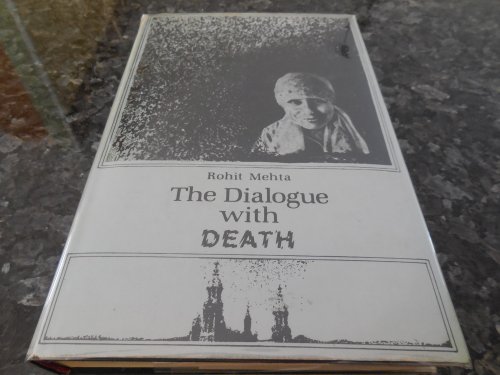 Rohit Mehta
The Dialogue
with
DEATH